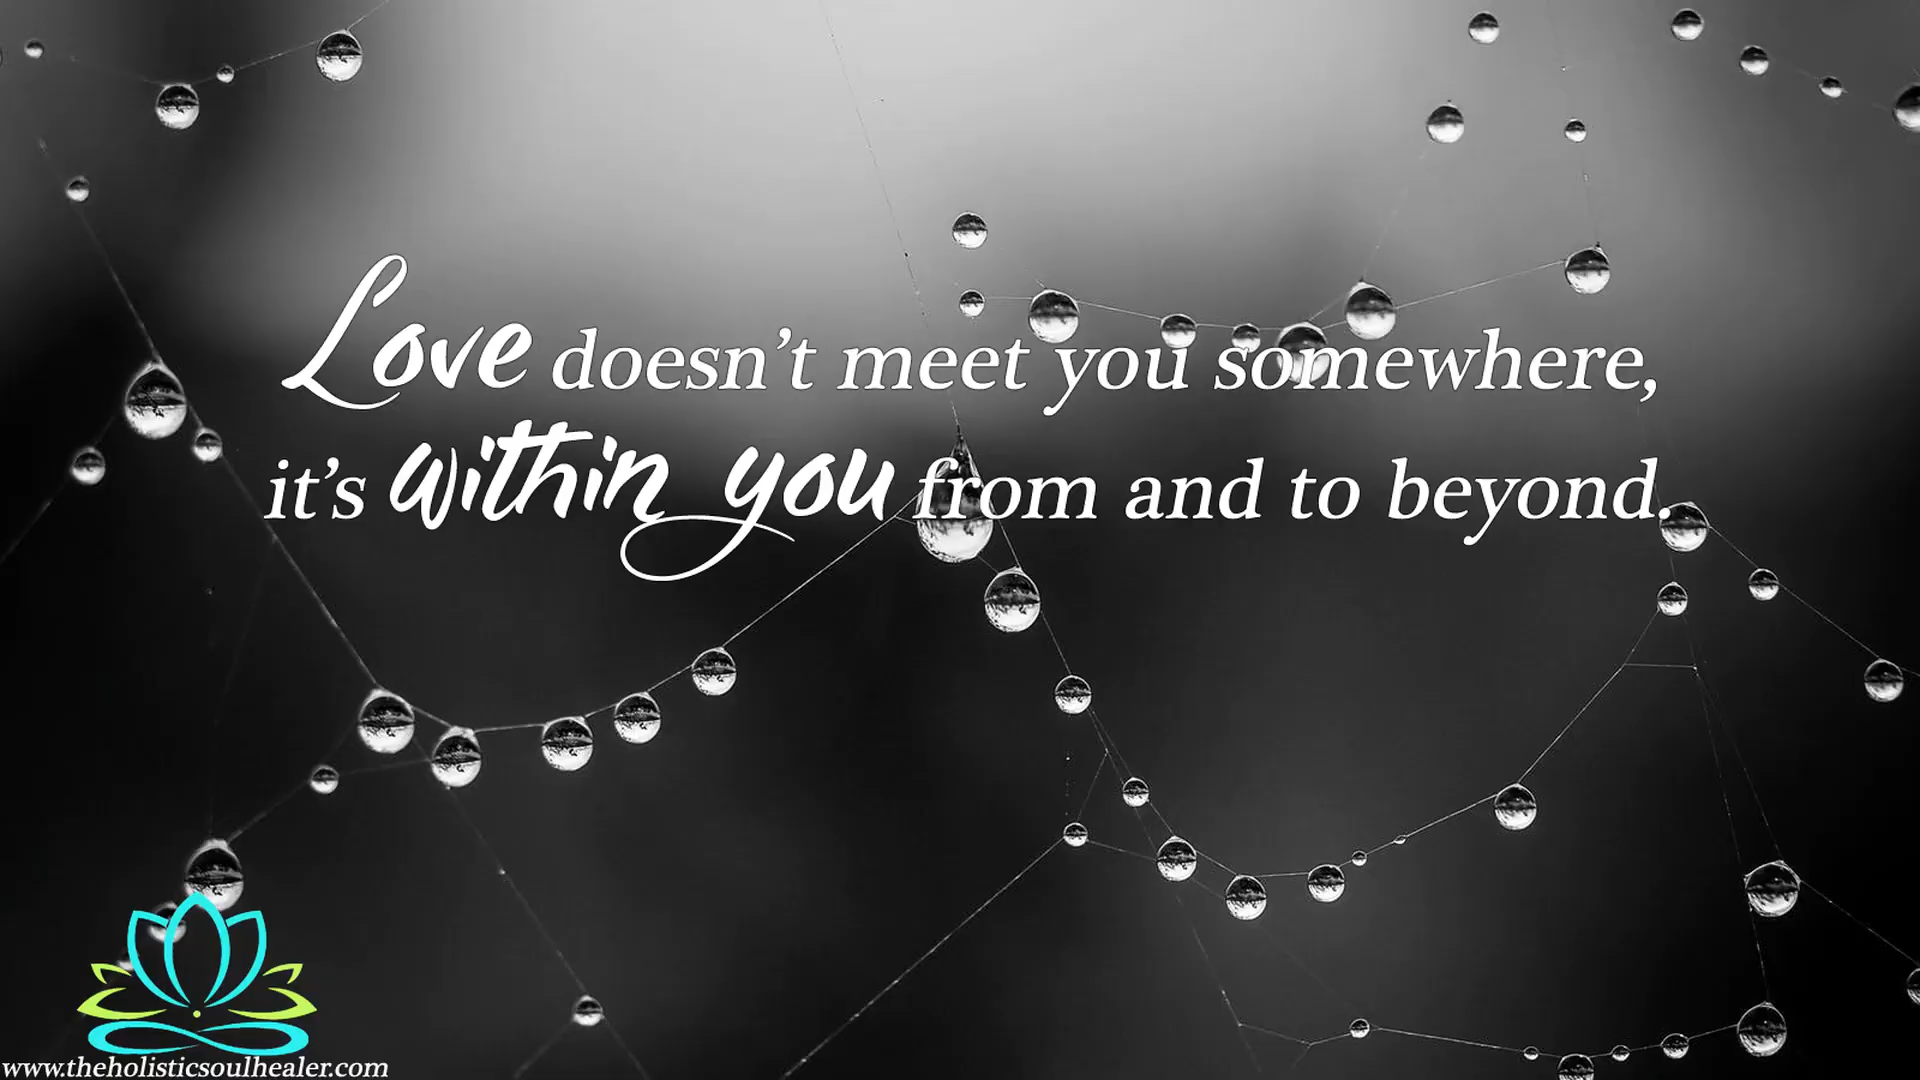 Love doesn’t meet you somewhere,
it’s within you from and to beyond.
www.theholisticsoulhealer.com